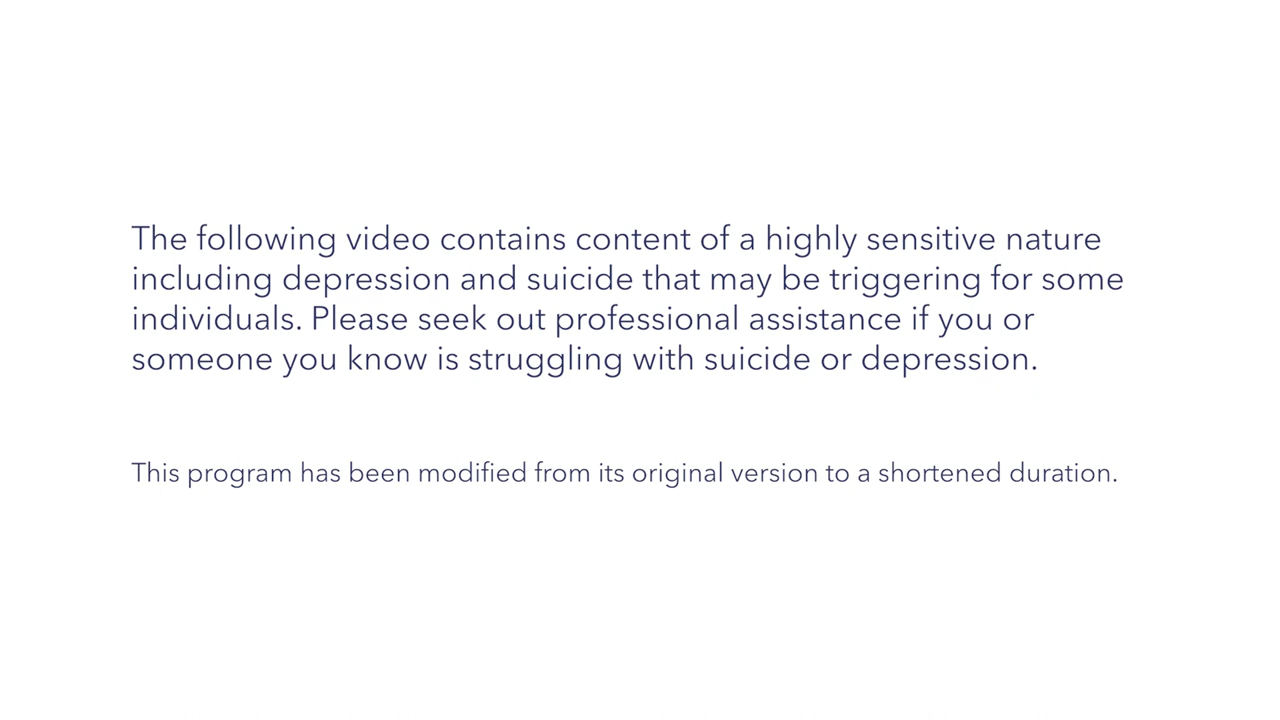 The following video contains content of a highly sensitive nature
including depression and suicide that may be triggering for some
individuals. Please seek out professional assistance if you or
someone you know is struggling with suicide or depression.
This program has been modified from its original version to a shortened duration.